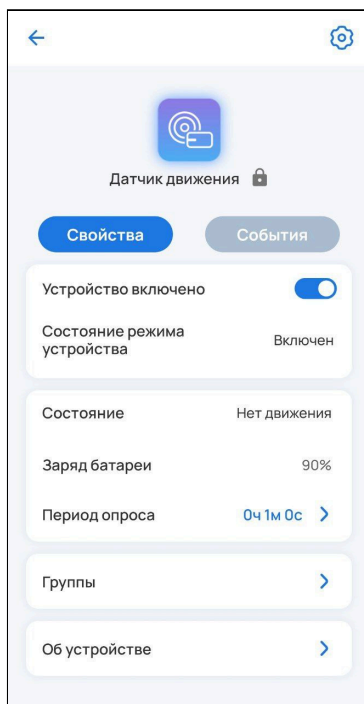 Датчик движения
Свойства
События
Устройство включено
Состояние режима
устройства
Включен
Состояние
Нет движения
Заряд батареи
90%
Период опроса
0ч 1м 0с
Группы
Об устройстве